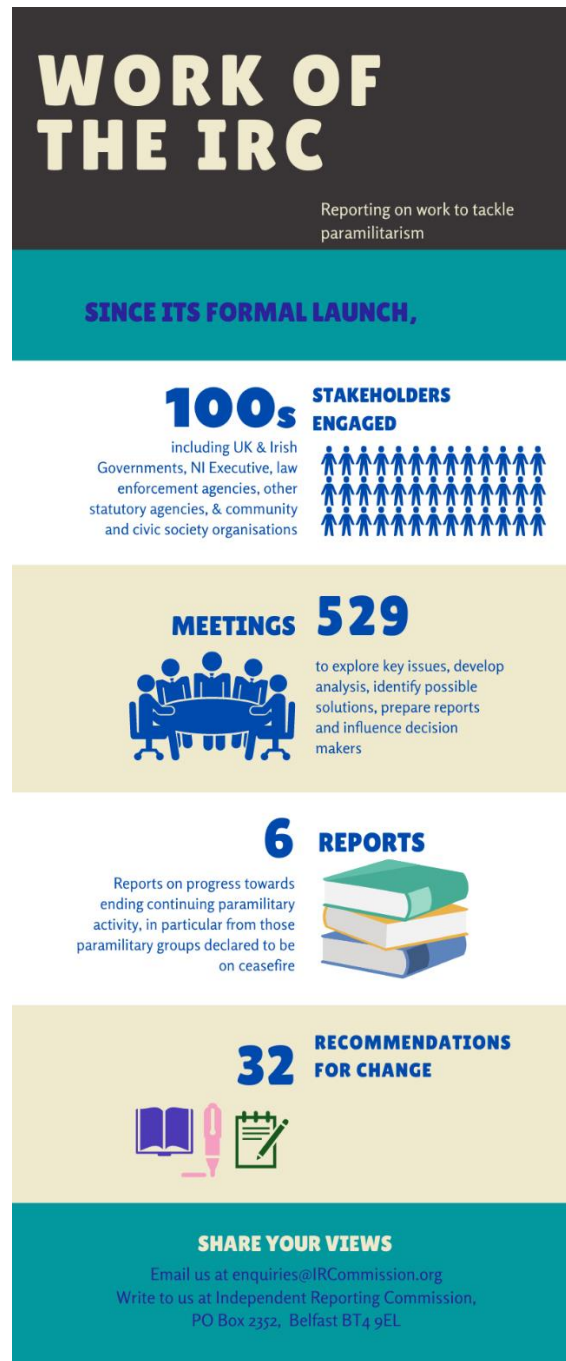 WORK OF
THE IRC
Reporting on work to tackle
paramilitarism
SINCE ITS FORMAL LAUNCH,
100s
STAKEHOLDERS
ENGAGED
including UK & Irish
Governments, NI Executive, law
enforcement agencies, other
statutory agencies, & community
and civic society organisations
MEETINGS 529
to explore key issues, develop
analysis, identify possible
solutions, prepare reports
and influence decision
makers
6 REPORTS
Reports on progress towards
ending continuing paramilitary
activity, in particular from those
paramilitary groups declared to be
on ceasefire
32
RECOMMENDATIONS
FOR CHANGE
SHARE YOUR VIEWS
Email us at enquiries@IRCommission.org
Write to us at Independent Reporting Commission,
PO Box 2352, Belfast BT4 9EL